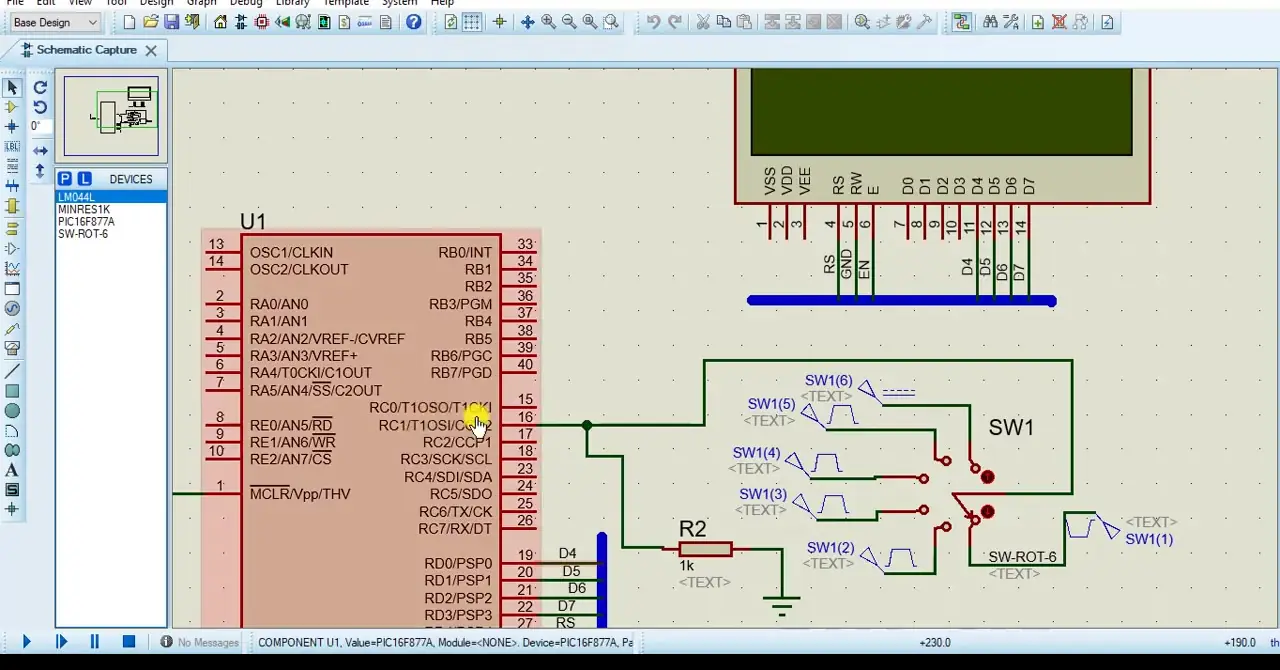 File Edit View Tool Design Graph Debug Library Template System Help
Base Design
Schematic Capture
0°
LBL
P L DEVICES
LM044L
MINRES1K
PIC16F877A
SW-ROT-6
A
S
VSS VDD VEE RS RW E D0 D1 D2 D3 D4 D5 D6 D7
1 2 3 4 5 6 7 8 9 10 11 12 13 14
RS GND EN D4 D5 D6 D7
U1
13 OSC1/CLKIN RB0/INT 33
14 OSC2/CLKOUT RB1 34
RB2 35
2 RA0/AN0 RB3/PGM 36
3 RA1/AN1 RB4 37
4 RA2/AN2/VREF-/CVREF RB5 38
5 RA3/AN3/VREF+ RB6/PGC 39
6 RA4/T0CKI/C1OUT RB7/PGD 40
7 RA5/AN4/SS/C2OUT
RC0/T1OSO/T1CKI 15
8 RE0/AN5/RD RC1/T1OSI/CCP2 16
9 RE1/AN6/WR RC2/CCP1 17
10 RE2/AN7/CS RC3/SCK/SCL 18
RC4/SDI/SDA 23
1 MCLR/Vpp/THV RC5/SDO 24
RC6/TX/CK 25
RC7/RX/DT 26
RD0/PSP0 19 D4
RD1/PSP1 20 D5
RD2/PSP2 21 D6
RD3/PSP3 22 D7
27 RS
R2
1k
<TEXT>
SW1(6)
<TEXT>
SW1(5)
<TEXT>
SW1
SW1(4)
<TEXT>
SW1(3)
<TEXT>
SW1(2)
<TEXT>
SW-ROT-6
<TEXT>
<TEXT>
SW1(1)
No Messages
COMPONENT U1, Value=PIC16F877A, Module=<NONE>. Device=PIC16F877A, Pa
+230.0
+190.0
th